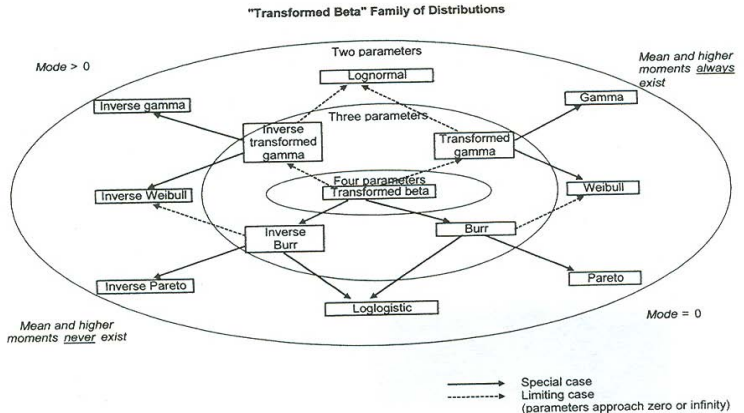 "Transformed Beta" Family of Distributions
Two parameters
Mode > 0
Mean and higher
moments always
exist
Lognormal
Inverse gamma
Gamma
Three parameters
Inverse
transformed
gamma
Transformed
gamma
Four parameters
Transformed beta
Inverse Weibull
Weibull
Inverse
Burr
Burr
Inverse Pareto
Pareto
Loglogistic
Mode = 0
Mean and higher
moments never exist
Special case
Limiting case
(parameters approach zero or infinity)